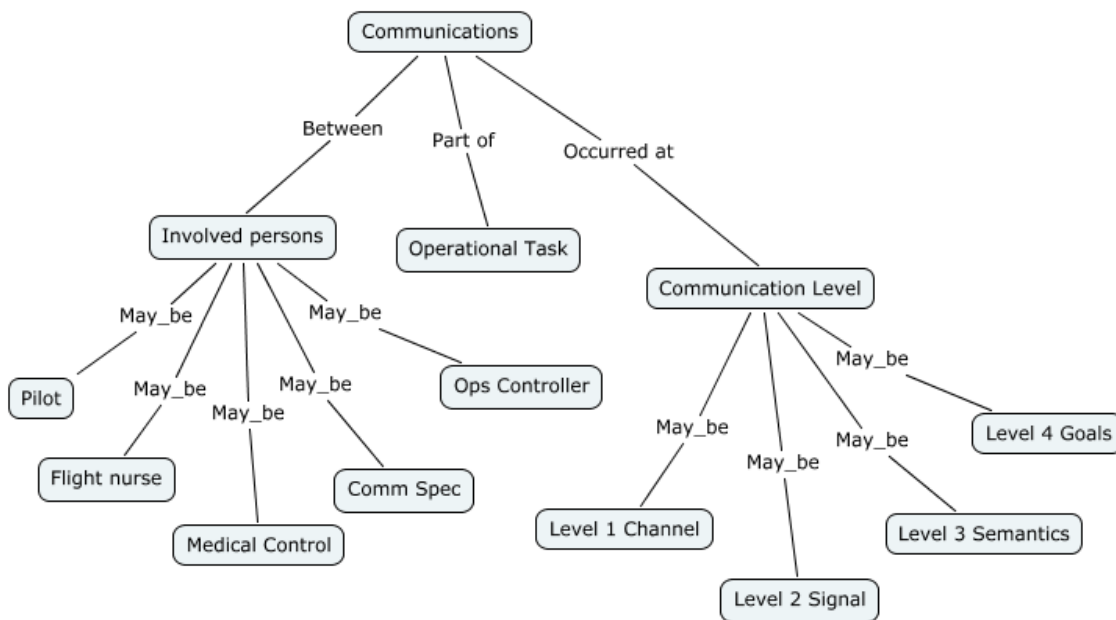 Communications
Between
Part of
Occurred at
Involved persons
Operational Task
Communication Level
May_be
May_be
May_be
May_be
May_be
Pilot
Ops Controller
Flight nurse
Comm Spec
Medical Control
May_be
May_be
May_be
May_be
Level 4 Goals
Level 1 Channel
Level 3 Semantics
Level 2 Signal